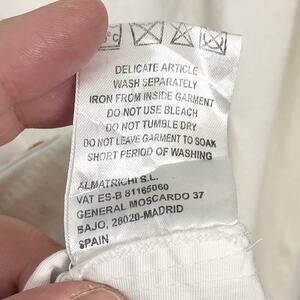 °C
DELICATE ARTICLE
WASH SEPARATELY
IRON FROM INSIDE GARMENT
DO NOT USE BLEACH
DO NOT TUMBLE DRY
DO NOT LEAVE GARMENT TO SOAK
SHORT PERIOD OF WASHING
ALMATRICHI S.L.
VAT ES-B 81165060
GENERAL MOSCARDO 37
BAJO, 28020-MADRID
SPAIN